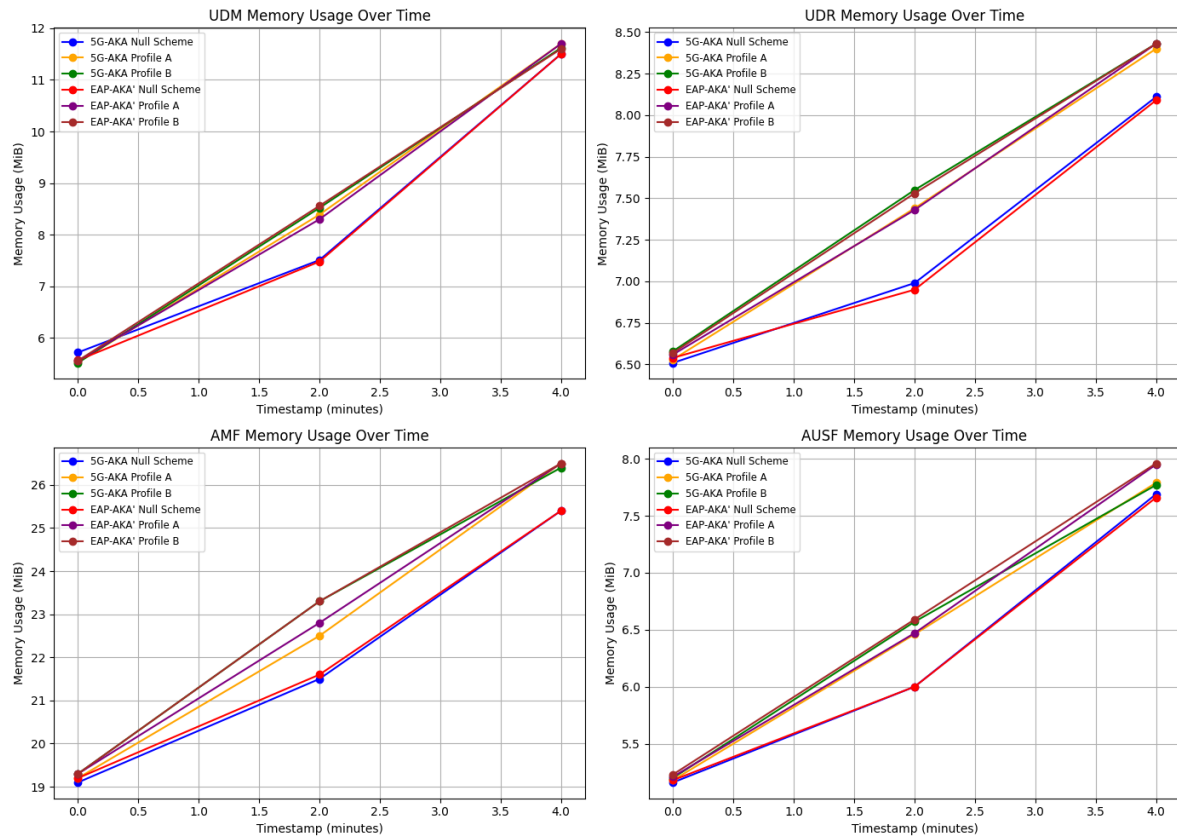 UDM Memory Usage Over Time
12
11
10
9
8
7
6
Memory Usage (MiB)
5G-AKA Null Scheme
5G-AKA Profile A
5G-AKA Profile B
EAP-AKA' Null Scheme
EAP-AKA' Profile A
EAP-AKA' Profile B
0.0 0.5 1.0 1.5 2.0 2.5 3.0 3.5 4.0
Timestamp (minutes)
UDR Memory Usage Over Time
8.50
8.25
8.00
7.75
7.50
7.25
7.00
6.75
6.50
Memory Usage (MiB)
5G-AKA Null Scheme
5G-AKA Profile A
5G-AKA Profile B
EAP-AKA' Null Scheme
EAP-AKA' Profile A
EAP-AKA' Profile B
0.0 0.5 1.0 1.5 2.0 2.5 3.0 3.5 4.0
Timestamp (minutes)
AMF Memory Usage Over Time
26
25
24
23
22
21
20
19
Memory Usage (MiB)
5G-AKA Null Scheme
5G-AKA Profile A
5G-AKA Profile B
EAP-AKA' Null Scheme
EAP-AKA' Profile A
EAP-AKA' Profile B
0.0 0.5 1.0 1.5 2.0 2.5 3.0 3.5 4.0
Timestamp (minutes)
AUSF Memory Usage Over Time
8.0
7.5
7.0
6.5
6.0
5.5
Memory Usage (MiB)
5G-AKA Null Scheme
5G-AKA Profile A
5G-AKA Profile B
EAP-AKA' Null Scheme
EAP-AKA' Profile A
EAP-AKA' Profile B
0.0 0.5 1.0 1.5 2.0 2.5 3.0 3.5 4.0
Timestamp (minutes)